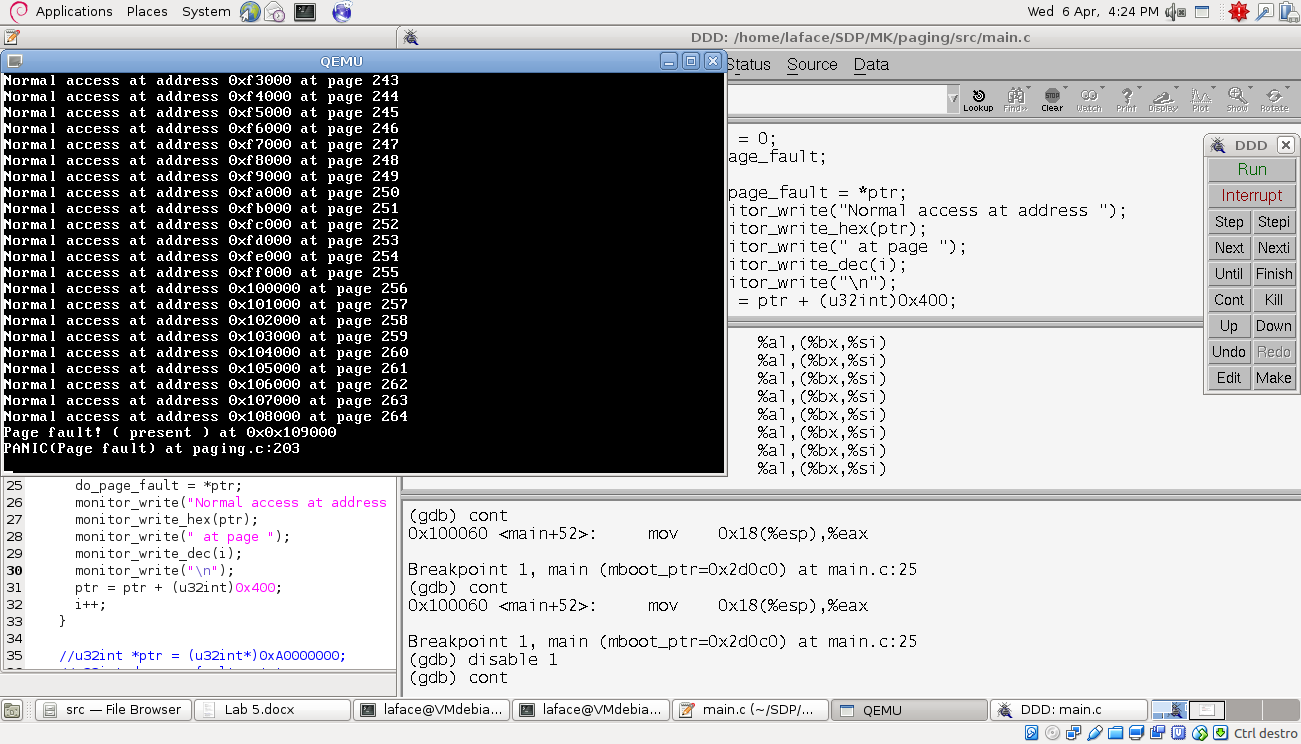 Applications Places System
Wed 6 Apr, 4:24 PM
DDD: /home/laface/SDP/MK/paging/src/main.c
QEMU
Normal access at address 0xf3000 at page 243
Normal access at address 0xf4000 at page 244
Normal access at address 0xf5000 at page 245
Normal access at address 0xf6000 at page 246
Normal access at address 0xf7000 at page 247
Normal access at address 0xf8000 at page 248
Normal access at address 0xf9000 at page 249
Normal access at address 0xfa000 at page 250
Normal access at address 0xfb000 at page 251
Normal access at address 0xfc000 at page 252
Normal access at address 0xfd000 at page 253
Normal access at address 0xfe000 at page 254
Normal access at address 0xff000 at page 255
Normal access at address 0x100000 at page 256
Normal access at address 0x101000 at page 257
Normal access at address 0x102000 at page 258
Normal access at address 0x103000 at page 259
Normal access at address 0x104000 at page 260
Normal access at address 0x105000 at page 261
Normal access at address 0x106000 at page 262
Normal access at address 0x107000 at page 263
Normal access at address 0x108000 at page 264
Page fault! ( present ) at 0x0x109000
PANIC(Page fault) at paging.c:203
Status Source Data
Lookup Find» Clear Watch Print Display Plot Show Rotate
= 0;
age_fault;
page_fault = *ptr;
itor_write("Normal access at address ");
itor_write_hex(ptr);
itor_write(" at page ");
itor_write_dec(i);
itor_write("\n");
= ptr + (u32int)0x400;
%al,(%bx,%si)
%al,(%bx,%si)
%al,(%bx,%si)
%al,(%bx,%si)
%al,(%bx,%si)
%al,(%bx,%si)
%al,(%bx,%si)
%al,(%bx,%si)
DDD
Run
Interrupt
Step Stepi
Next Nexti
Until Finish
Cont Kill
Up Down
Undo Redo
Edit Make
25 do_page_fault = *ptr;
26 monitor_write("Normal access at address
27 monitor_write_hex(ptr);
28 monitor_write(" at page ");
29 monitor_write_dec(i);
30 monitor_write("\n");
31 ptr = ptr + (u32int)0x400;
32 i++;
33 }
34
35 //u32int *ptr = (u32int*)0xA0000000;
(gdb) cont
0x100060 <main+52>: mov 0x18(%esp),%eax
Breakpoint 1, main (mboot_ptr=0x2d0c0) at main.c:25
(gdb) cont
0x100060 <main+52>: mov 0x18(%esp),%eax
Breakpoint 1, main (mboot_ptr=0x2d0c0) at main.c:25
(gdb) disable 1
(gdb) cont
src — File Browser
Lab 5.docx
laface@VMdebia...
laface@VMdebia...
main.c (~/SDP/...
QEMU
DDD: main.c
Ctrl destro